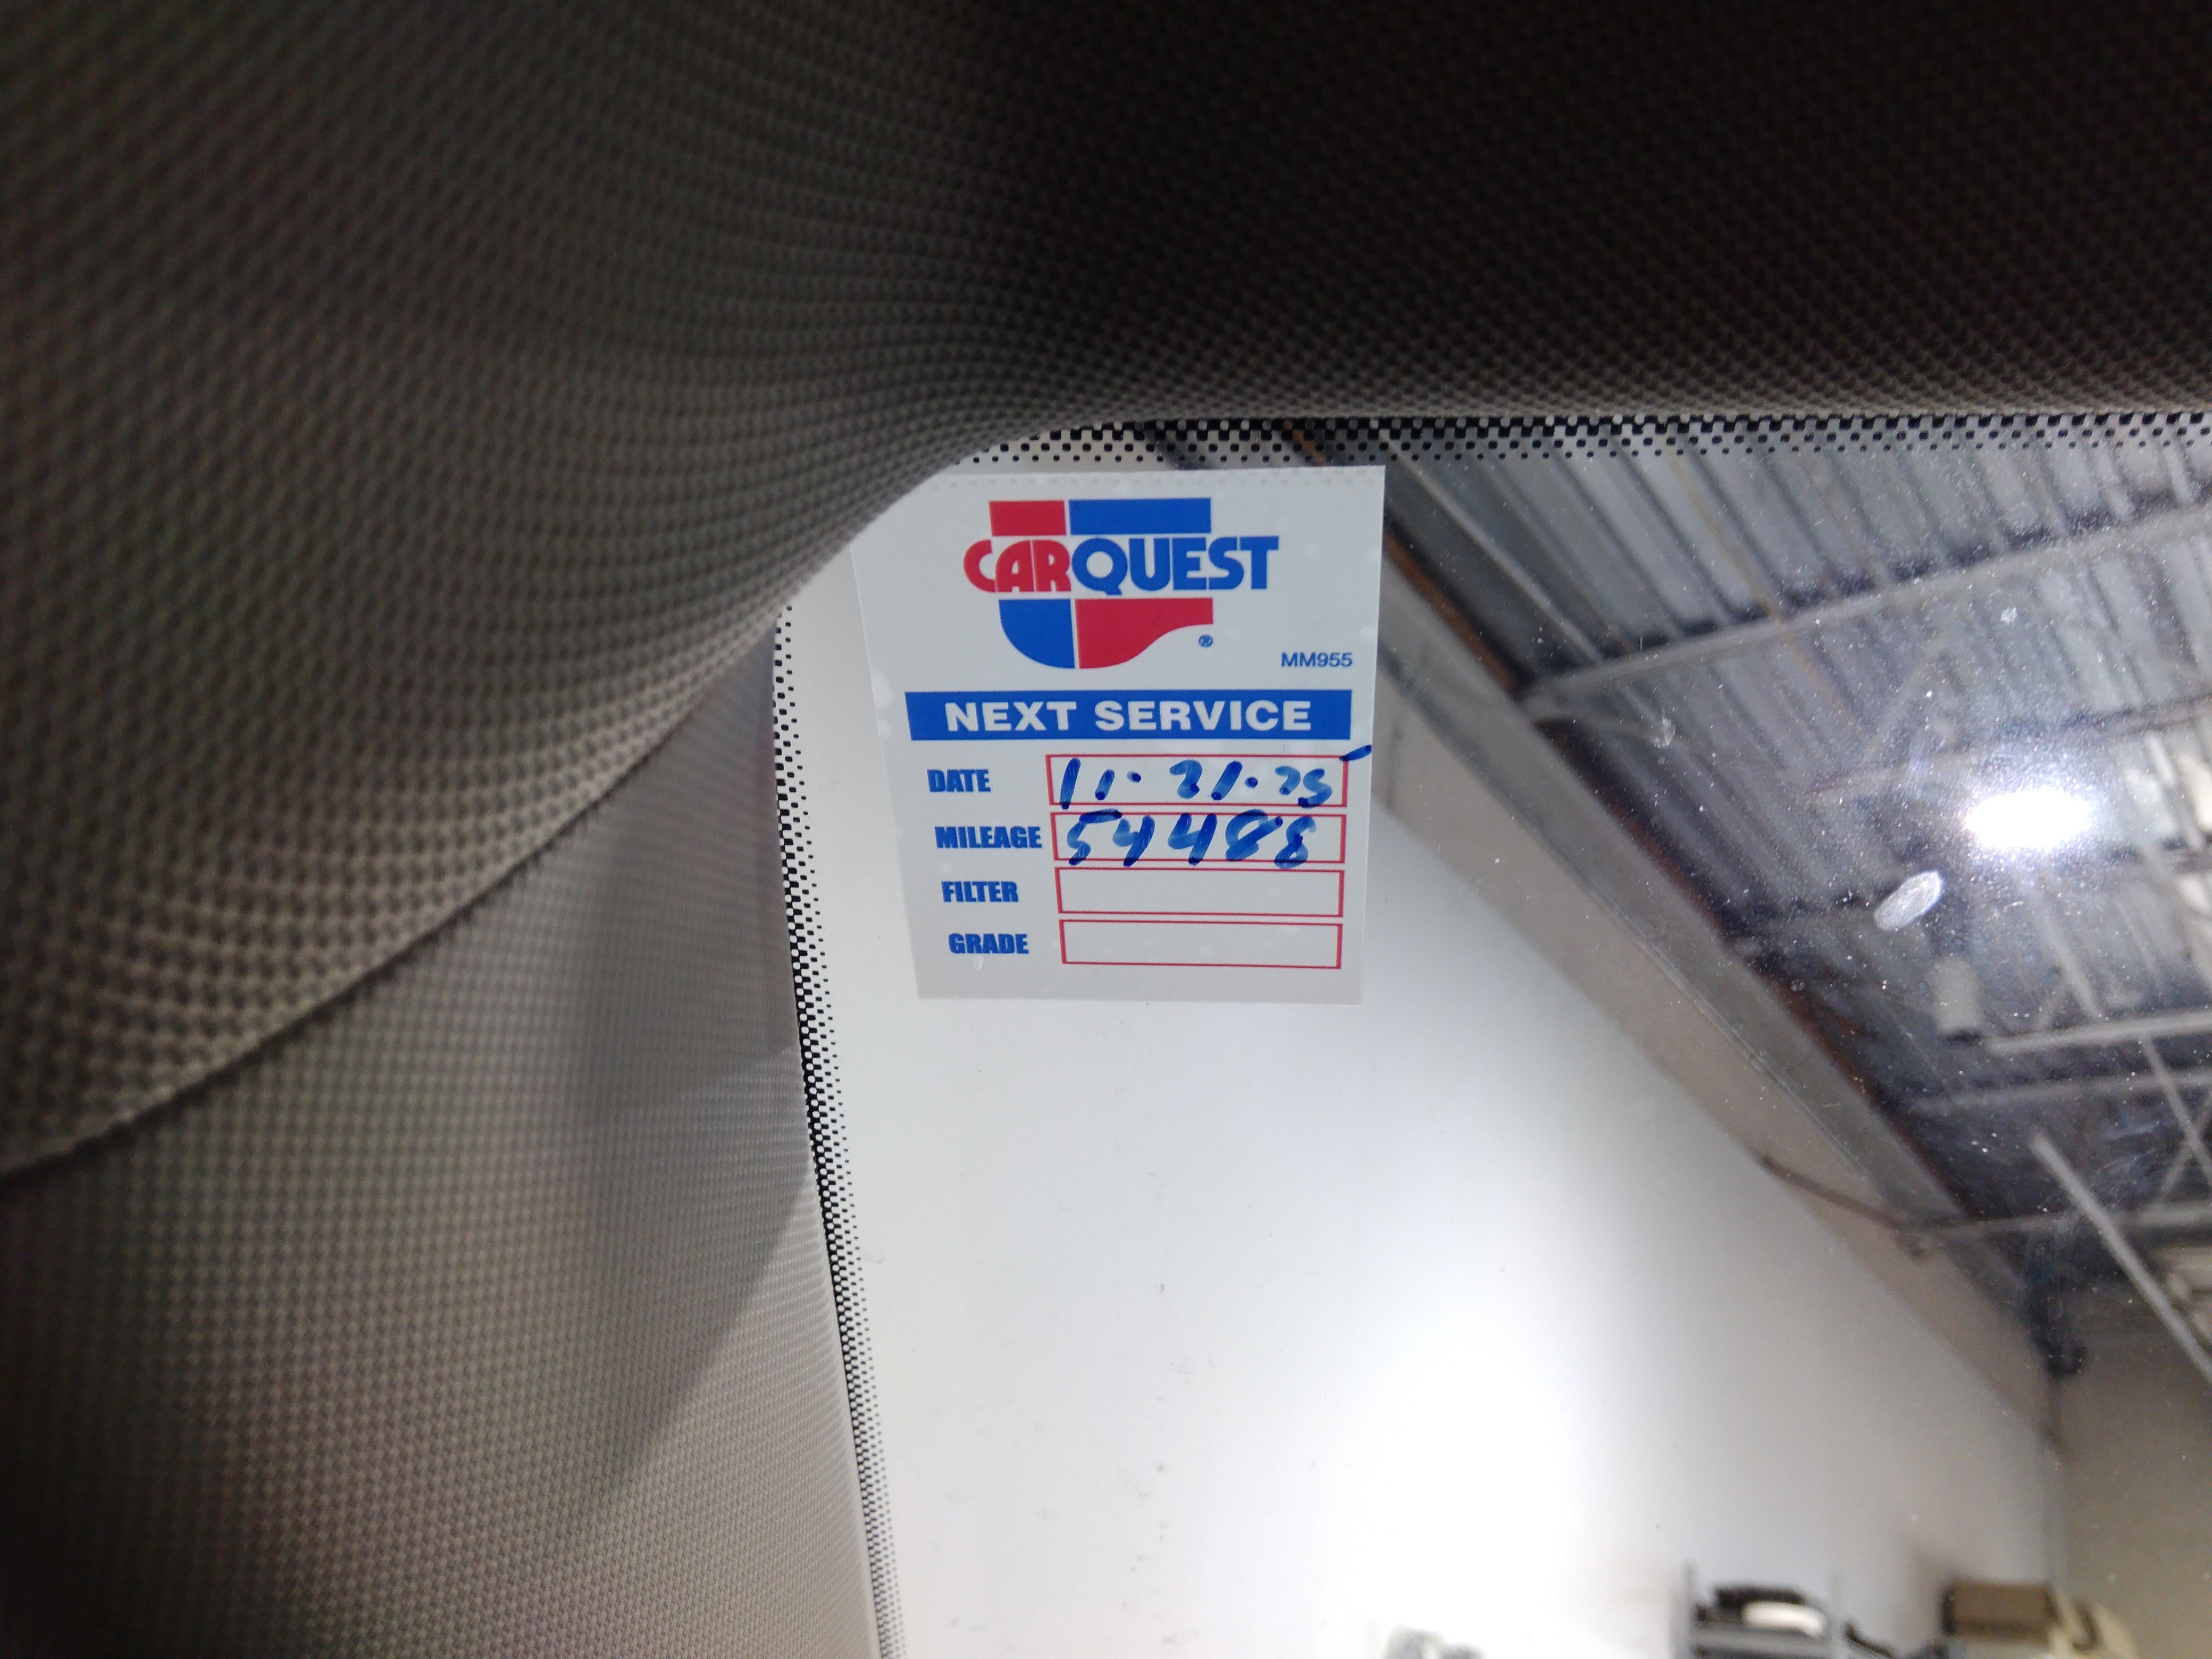 CARQUEST
®
MM955
NEXT SERVICE
DATE 11· 21·25
MILEAGE 54488
FILTER
GRADE